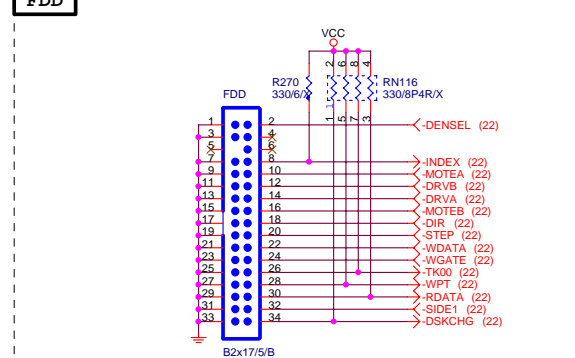 FDD
VCC
R270
330/6/X
2
6
8
4
RN116
330/8P4R/X
1
5
7
3
FDD
1 2 -DENSEL (22)
3 4
5 6
7 8 -INDEX (22)
9 10 -MOTEA (22)
11 12 -DRVB (22)
13 14 -DRVA (22)
15 16 -MOTEB (22)
17 18 -DIR (22)
19 20 -STEP (22)
21 22 -WDATA (22)
23 24 -WGATE (22)
25 26 -TK00 (22)
27 28 -WPT (22)
29 30 -RDATA (22)
31 32 -SIDE1 (22)
33 34 -DSKCHG (22)
B2x17/5/B